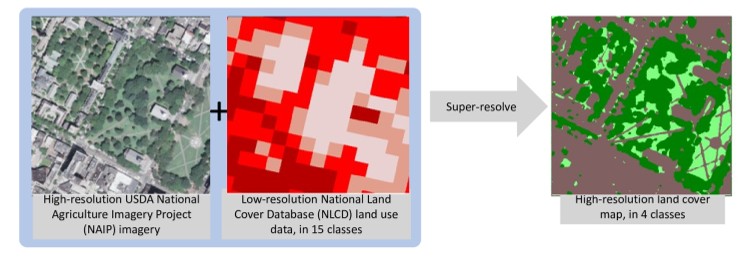 High-resolution USDA National
Agriculture Imagery Project
(NAIP) imagery
+
Low-resolution National Land
Cover Database (NLCD) land use
data, in 15 classes
Super-resolve
High-resolution land cover
map, in 4 classes